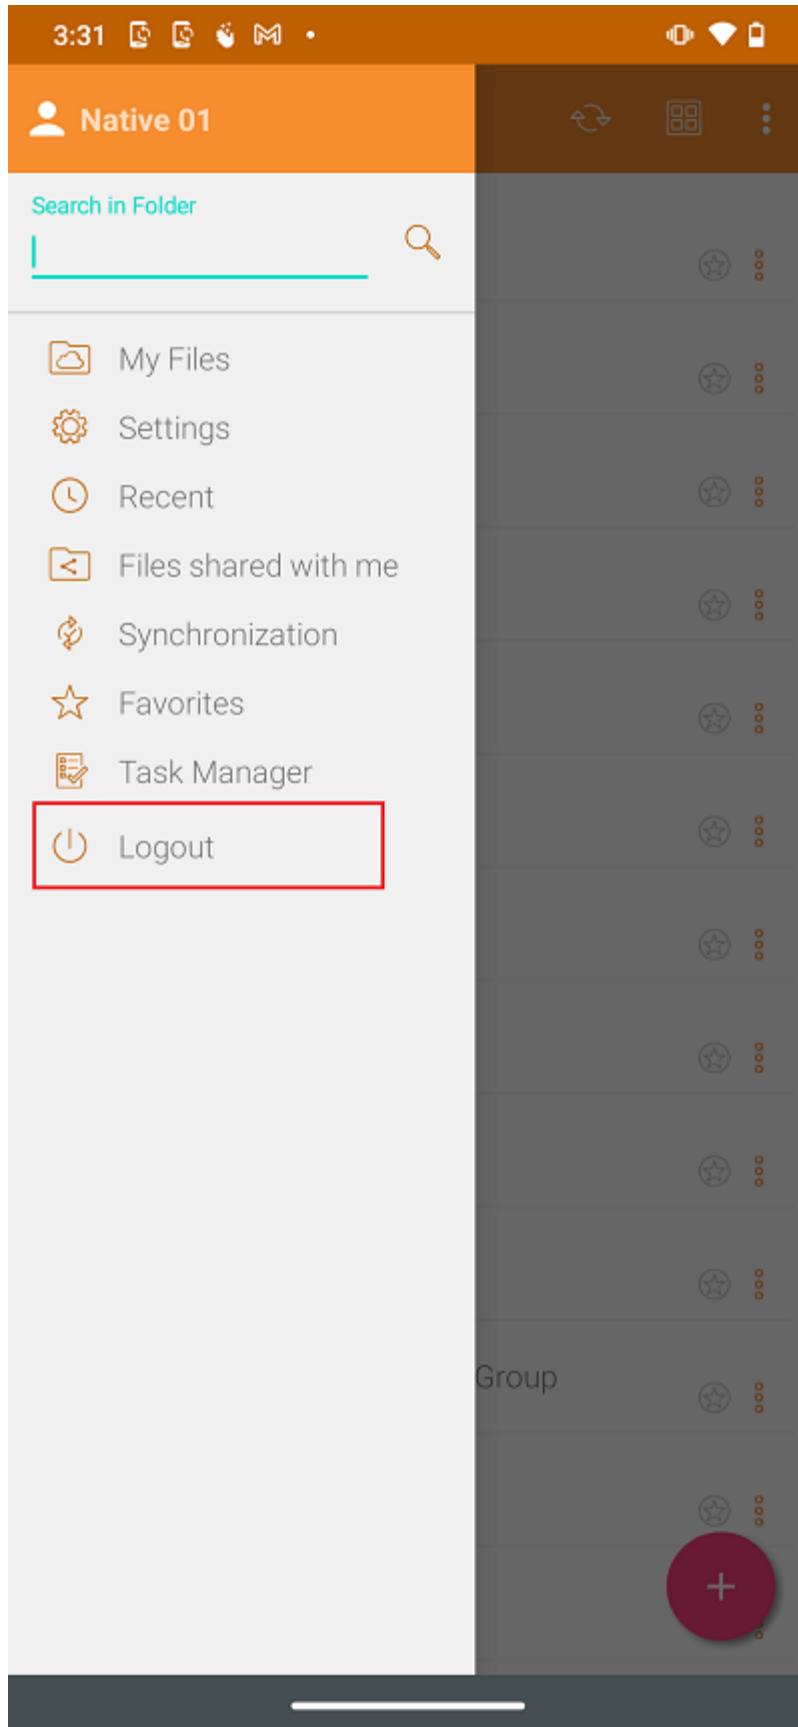 3:31
Native 01
Search in Folder
My Files
Settings
Recent
Files shared with me
Synchronization
Favorites
Task Manager
Logout
Group